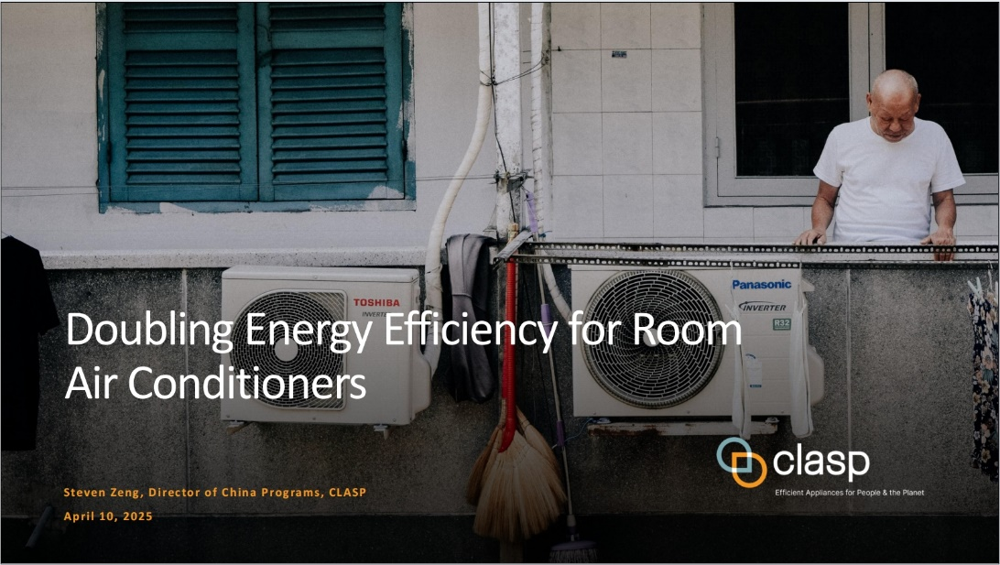 TOSHIBA
INVERT
Panasonic
INVERTER
R32
Doubling Energy Efficiency for Room
Air Conditioners
clasp
Efficient Appliances for People & the Planet
Steven Zeng, Director of China Programs, CLASP
April 10, 2025